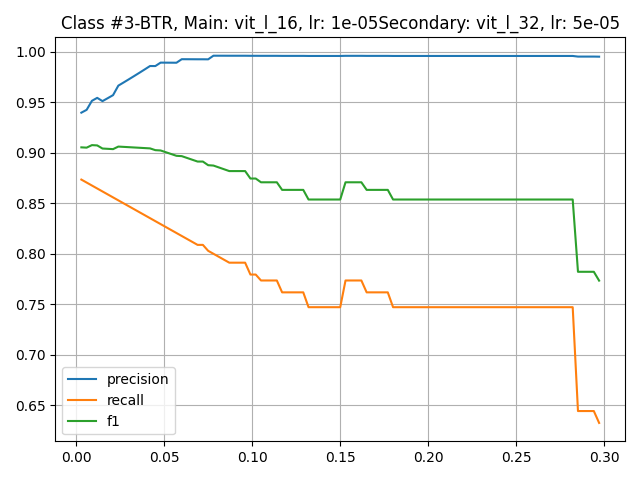 Class #3-BTR, Main: vit_l_16, lr: 1e-05Secondary: vit_l_32, lr: 5e-05
1.00
0.95
0.90
0.85
0.80
0.75
0.70
0.65
precision
recall
f1
0.00 0.05 0.10 0.15 0.20 0.25 0.30